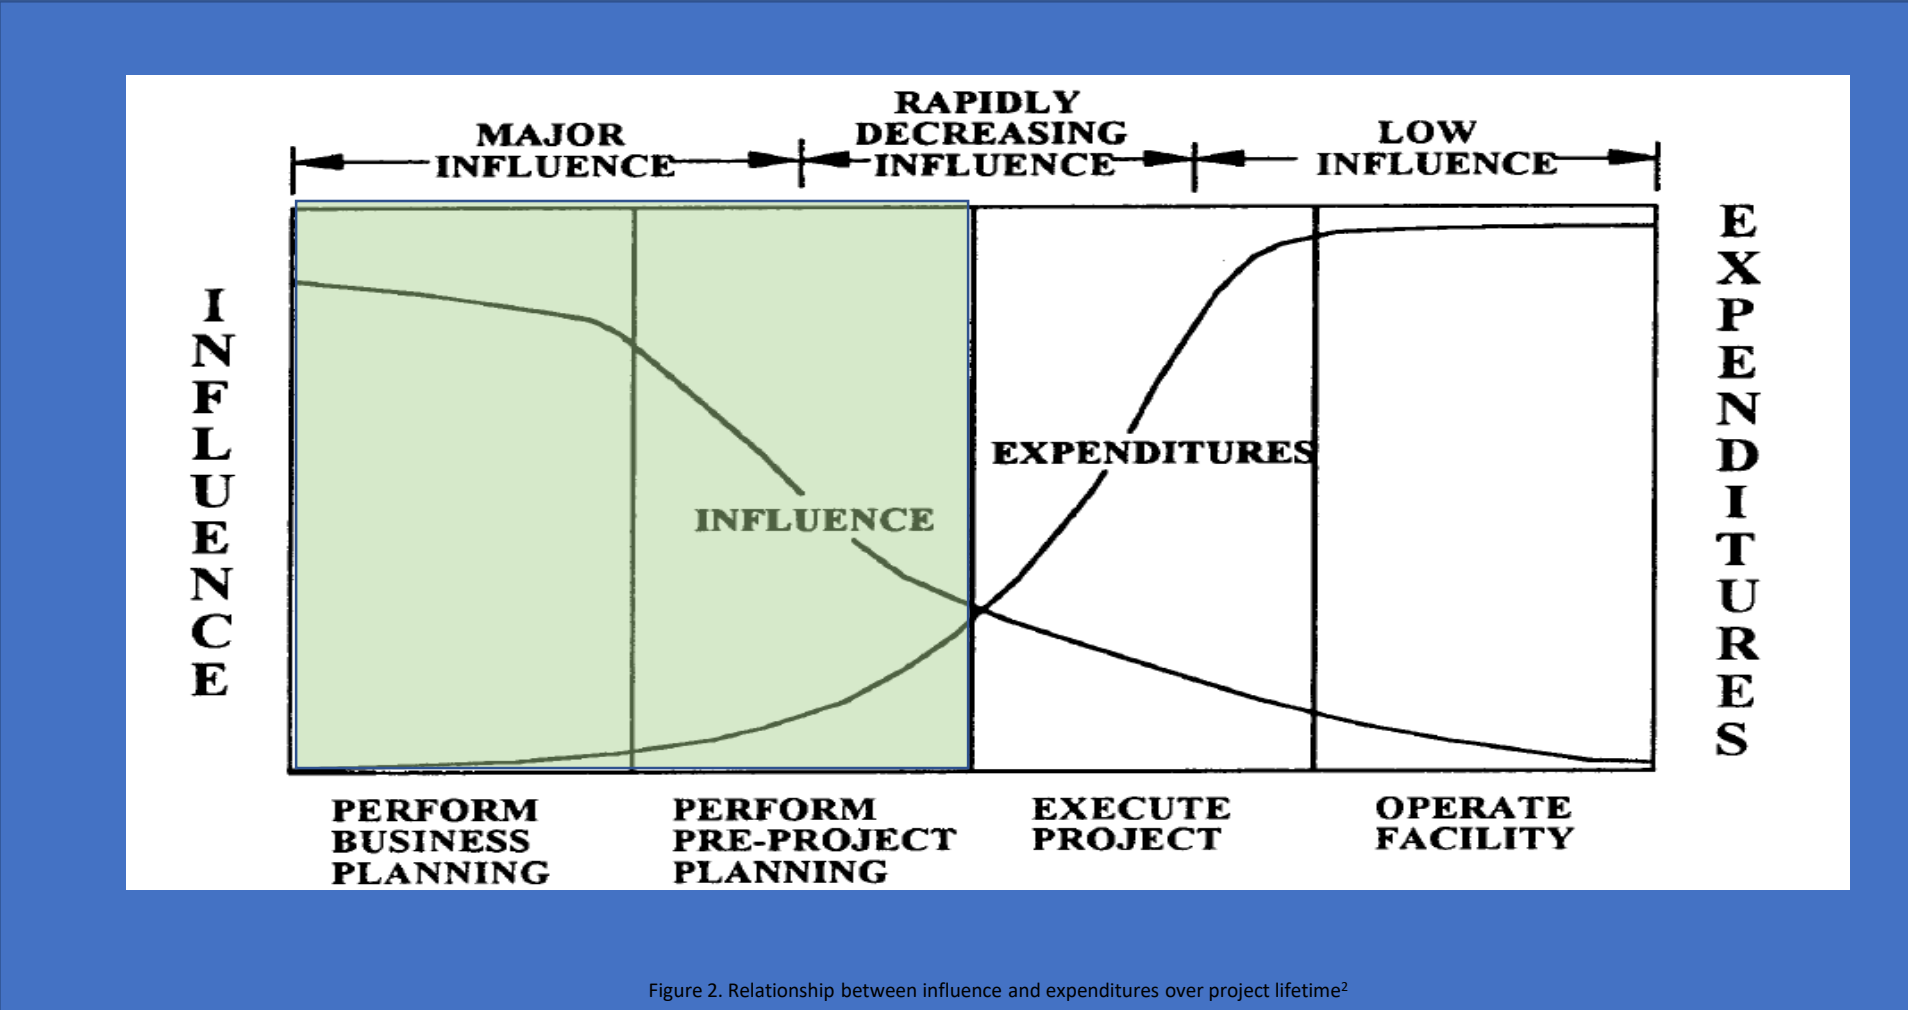 MAJOR
INFLUENCE
RAPIDLY
DECREASING
INFLUENCE
LOW
INFLUENCE
INFLUENCE
EXPENDITURES
INFLUENCE
EXPENDITURES
PERFORM
BUSINESS
PLANNING
PERFORM
PRE-PROJECT
PLANNING
EXECUTE
PROJECT
OPERATE
FACILITY
Figure 2. Relationship between influence and expenditures over project lifetime²